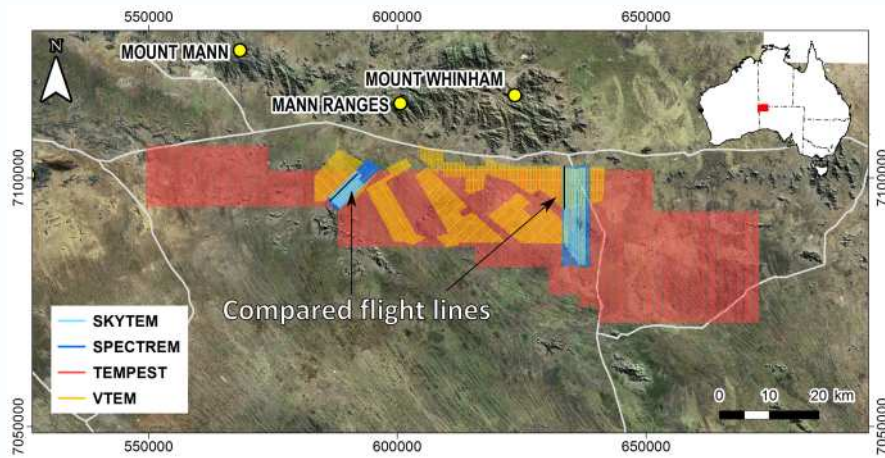 550000
600000
650000
N
MOUNT MANN
MOUNT WHINHAM
MANN RANGES
7100000
7100000
Compared flight lines
SKYTEM
SPECTREM
TEMPEST
VTEM
0 10 20 km
7050000
7050000
550000
600000
650000